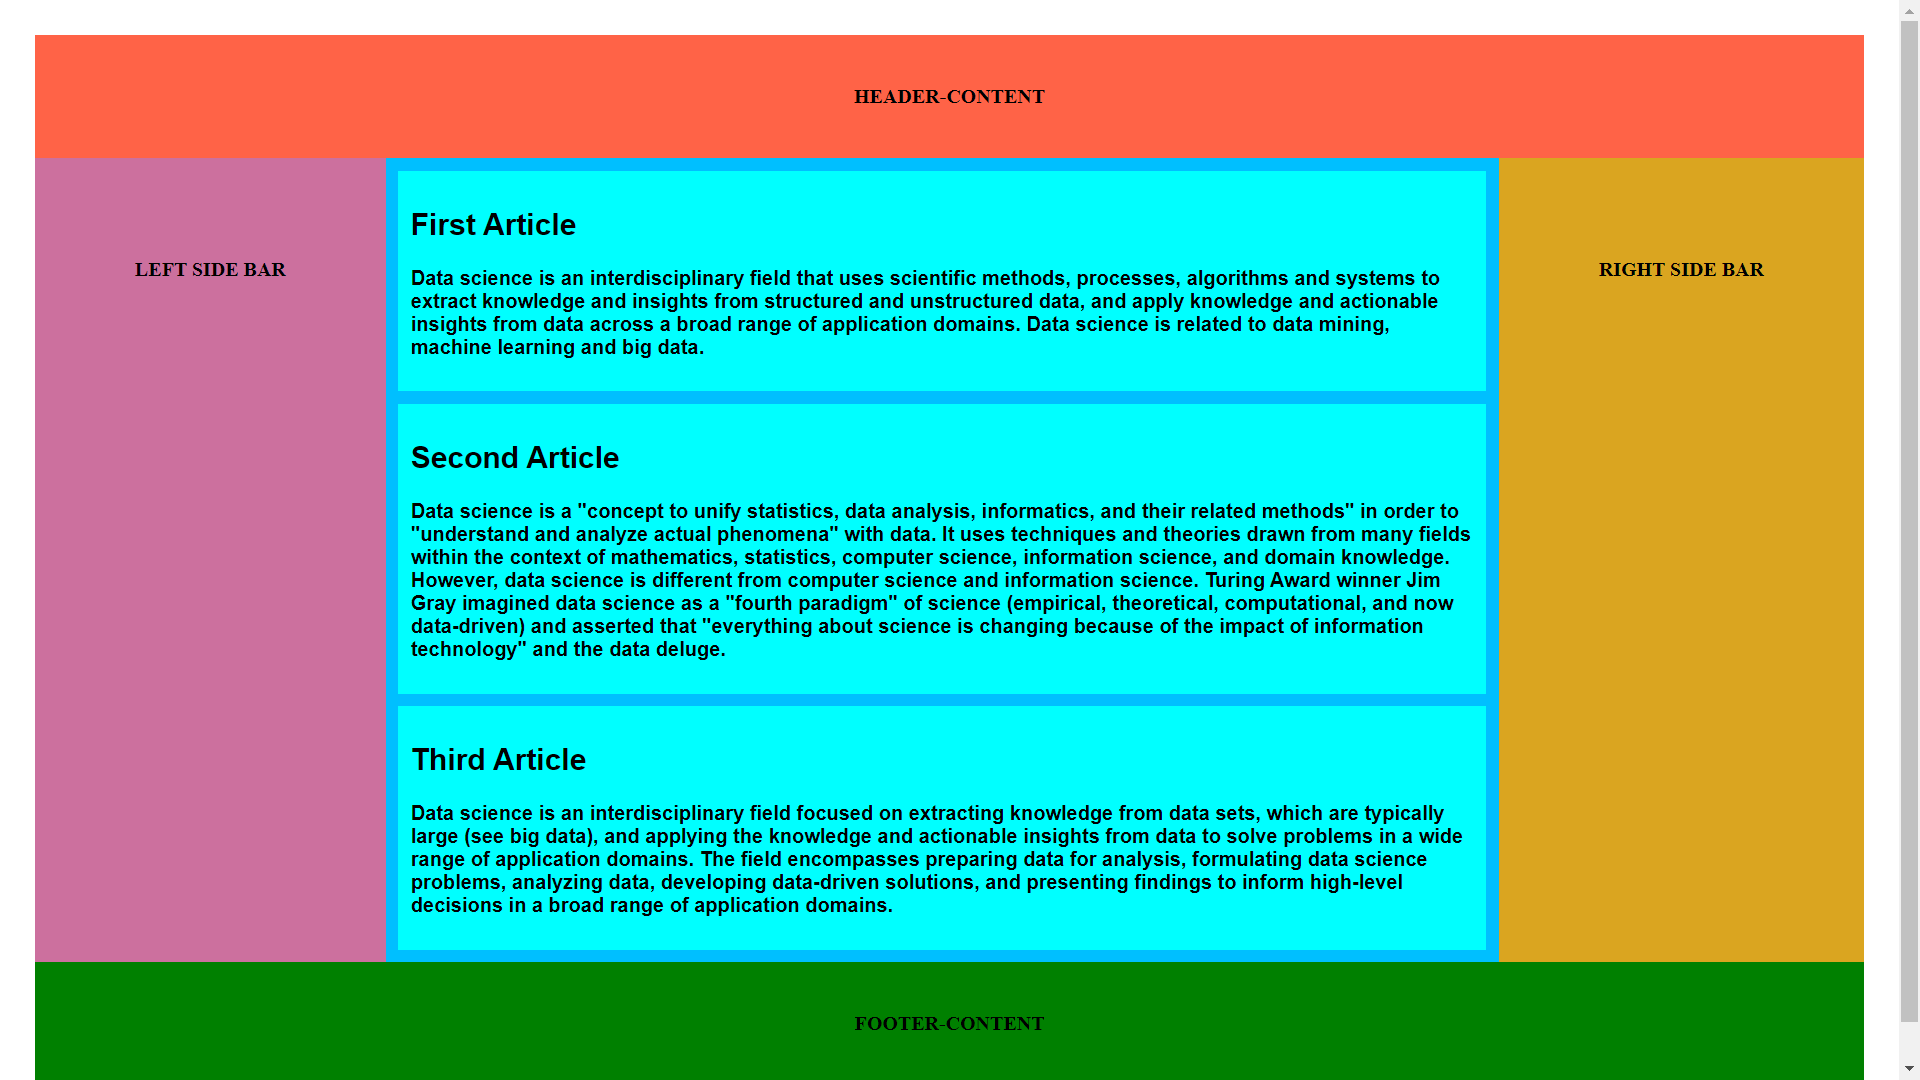 HEADER-CONTENT
LEFT SIDE BAR
First Article
Data science is an interdisciplinary field that uses scientific methods, processes, algorithms and systems to
extract knowledge and insights from structured and unstructured data, and apply knowledge and actionable
insights from data across a broad range of application domains. Data science is related to data mining,
machine learning and big data.
Second Article
Data science is a "concept to unify statistics, data analysis, informatics, and their related methods" in order to
"understand and analyze actual phenomena" with data. It uses techniques and theories drawn from many fields
within the context of mathematics, statistics, computer science, information science, and domain knowledge.
However, data science is different from computer science and information science. Turing Award winner Jim
Gray imagined data science as a "fourth paradigm" of science (empirical, theoretical, computational, and now
data-driven) and asserted that "everything about science is changing because of the impact of information
technology" and the data deluge.
Third Article
Data science is an interdisciplinary field focused on extracting knowledge from data sets, which are typically
large (see big data), and applying the knowledge and actionable insights from data to solve problems in a wide
range of application domains. The field encompasses preparing data for analysis, formulating data science
problems, analyzing data, developing data-driven solutions, and presenting findings to inform high-level
decisions in a broad range of application domains.
RIGHT SIDE BAR
FOOTER-CONTENT